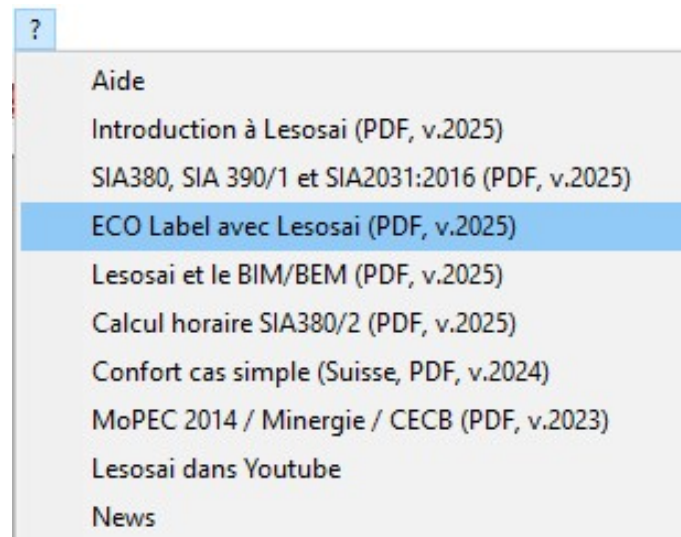 ?
Aide
Introduction à Lesosai (PDF, v.2025)
SIA380, SIA 390/1 et SIA2031:2016 (PDF, v.2025)
ECO Label avec Lesosai (PDF, v.2025)
Lesosai et le BIM/BEM (PDF, v.2025)
Calcul horaire SIA380/2 (PDF, v.2025)
Confort cas simple (Suisse, PDF, v.2024)
MoPEC 2014 / Minergie / CECB (PDF, v.2023)
Lesosai dans Youtube
News